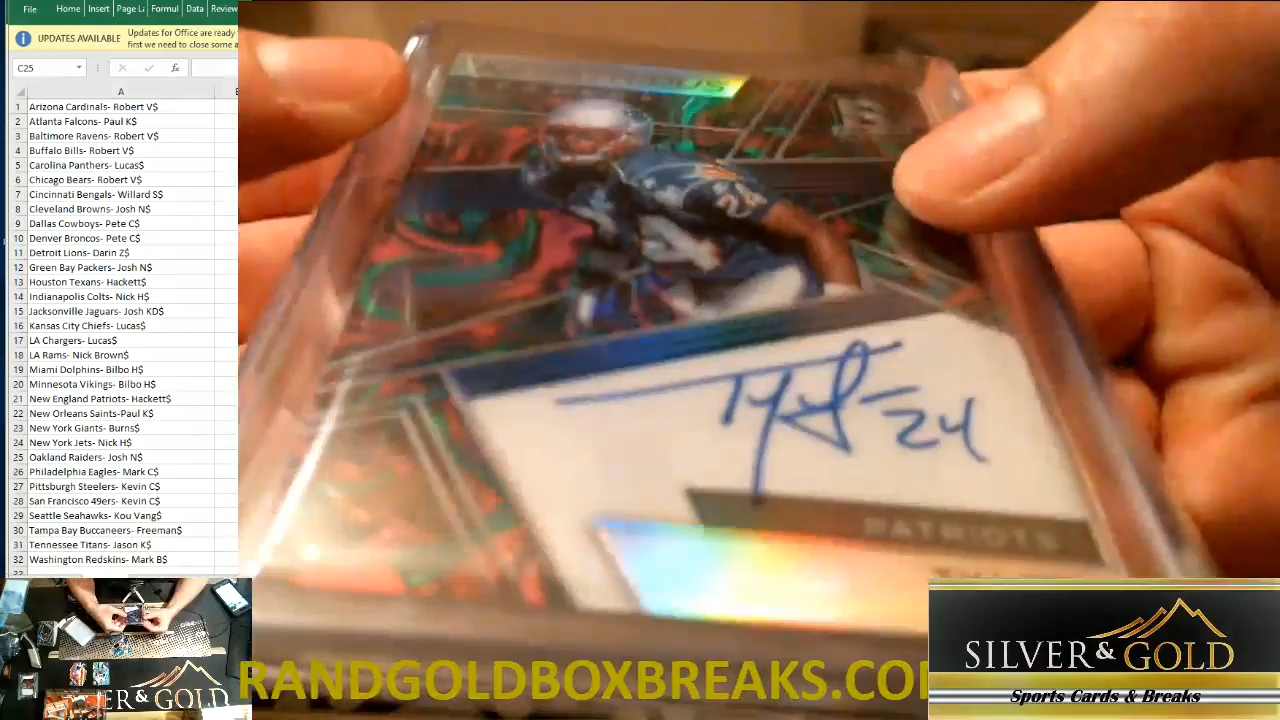 File Home Insert Page L Formul Data Review
UPDATES AVAILABLE Updates for Office are ready
first we need to close some a
C25
fx
A
1 Arizona Cardinals- Robert V$
2 Atlanta Falcons- Paul K$
3 Baltimore Ravens- Robert V$
4 Buffalo Bills- Robert V$
5 Carolina Panthers- Lucas$
6 Chicago Bears- Robert V$
7 Cincinnati Bengals- Willard S$
8 Cleveland Browns- Josh N$
9 Dallas Cowboys- Pete C$
10 Denver Broncos- Pete C$
11 Detroit Lions- Darin Z$
12 Green Bay Packers- Josh N$
13 Houston Texans- Hackett$
14 Indianapolis Colts- Nick H$
15 Jacksonville Jaguars- Josh KD$
16 Kansas City Chiefs- Lucas$
17 LA Chargers- Lucas$
18 LA Rams- Nick Brown$
19 Miami Dolphins- Bilbo H$
20 Minnesota Vikings- Bilbo H$
21 New England Patriots- Hackett$
22 New Orleans Saints-Paul K$
23 New York Giants- Burns$
24 New York Jets- Nick H$
25 Oakland Raiders- Josh N$
26 Philadelphia Eagles- Mark C$
27 Pittsburgh Steelers- Kevin C$
28 San Francisco 49ers- Kevin C$
29 Seattle Seahawks- Kou Vang$
30 Tampa Bay Buccaneers- Freeman$
31 Tennessee Titans- Jason K$
32 Washington Redskins- Mark B$
24
24
24
PATRIOTS
RANDGOLDBOXBREAKS.CO
SILVER & GOLD
Sports Cards & Breaks
ER & GOLD